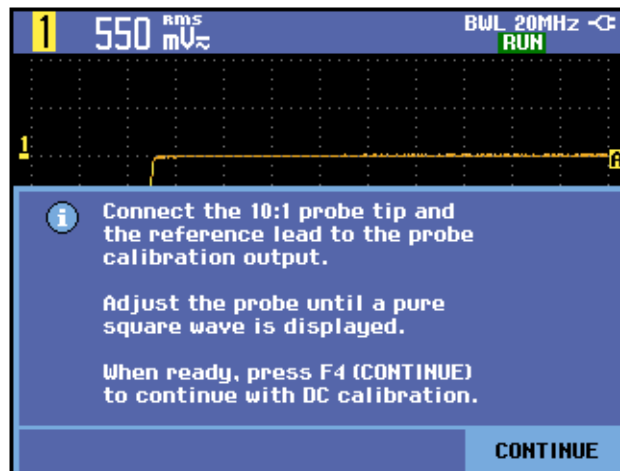 1 550 RMS mV≂ BWL 20MHz
RUN
1
A
Connect the 10:1 probe tip and
the reference lead to the probe
calibration output.
Adjust the probe until a pure
square wave is displayed.
When ready, press F4 (CONTINUE)
to continue with DC calibration.
CONTINUE